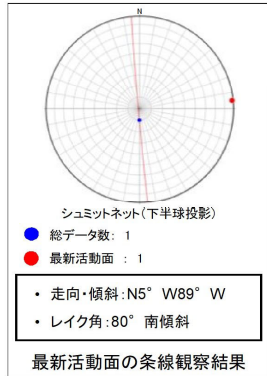 N
シュミットネット(下半球投影)
総データ数: 1
最新活動面 : 1
・ 走向・傾斜:N5° W89° W
・ レイク角:80° 南傾斜
最新活動面の条線観察結果